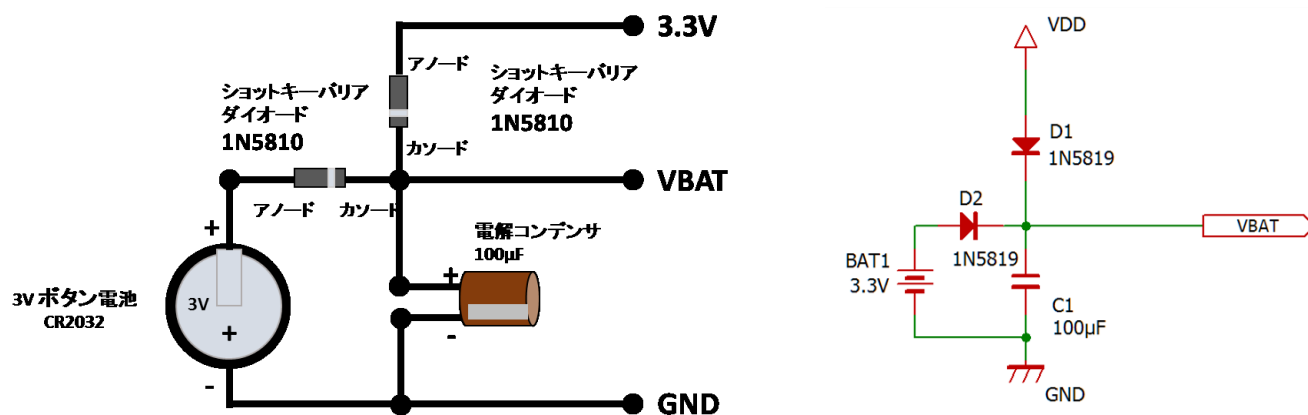 3.3V
アノード
ショットキーバリア
ダイオード
1N5810
ショットキーバリア
ダイオード
1N5810
カソード
VBAT
アノード
カソード
+
電解コンデンサ
100μF
+
-
3V ボタン電池
CR2032
3V
+
-
GND
VDD
D1
1N5819
D2
1N5819
VBAT
BAT1
3.3V
C1
100μF
GND